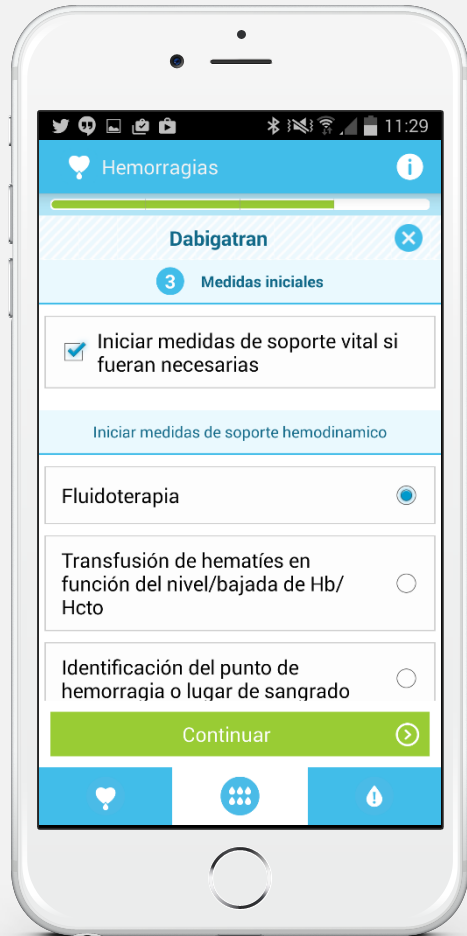 11:29
Hemorragias
i
Dabigatran
3 Medidas iniciales
Iniciar medidas de soporte vital si
fueran necesarias
Iniciar medidas de soporte hemodinamico
Fluidoterapia
Transfusión de hematíes en
función del nivel/bajada de Hb/
Hcto
Identificación del punto de
hemorragia o lugar de sangrado
Continuar